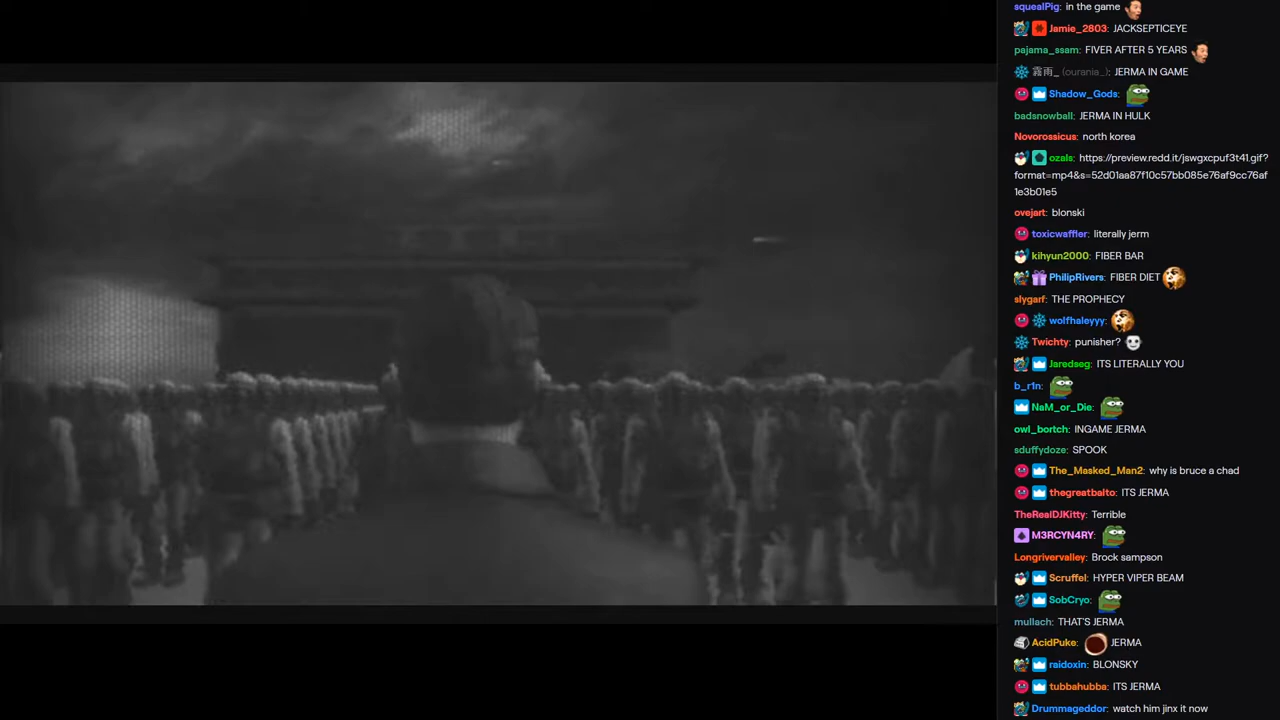 squealPig: in the game
Jamie_2803: JACKSEPTICEYE
pajama_ssam: FIVER AFTER 5 YEARS
霧雨_ (ourania_): JERMA IN GAME
Shadow_Gods:
badsnowball: JERMA IN HULK
Novorossicus: north korea
ozals: https://preview.redd.it/jswgxcpuf3t41.gif?
format=mp4&s=52d01aa87f10c57bb085e76af9cc76af
1e3b01e5
ovejart: blonski
toxicwaffler: literally jerm
kihyun2000: FIBER BAR
PhilipRivers: FIBER DIET
slygarf: THE PROPHECY
wolfhaleyyy:
Twichty: punisher?
Jaredseg: ITS LITERALLY YOU
b_r1n:
NaM_or_Die:
owl_bortch: INGAME JERMA
sduffydoze: SPOOK
The_Masked_Man2: why is bruce a chad
thegreatbalto: ITS JERMA
TheRealDJKitty: Terrible
M3RCYN4RY:
Longrivervalley: Brock sampson
Scruffel: HYPER VIPER BEAM
SobCryo:
mullach: THAT'S JERMA
AcidPuke: JERMA
raidoxin: BLONSKY
tubbahubba: ITS JERMA
Drummageddor: watch him jinx it now